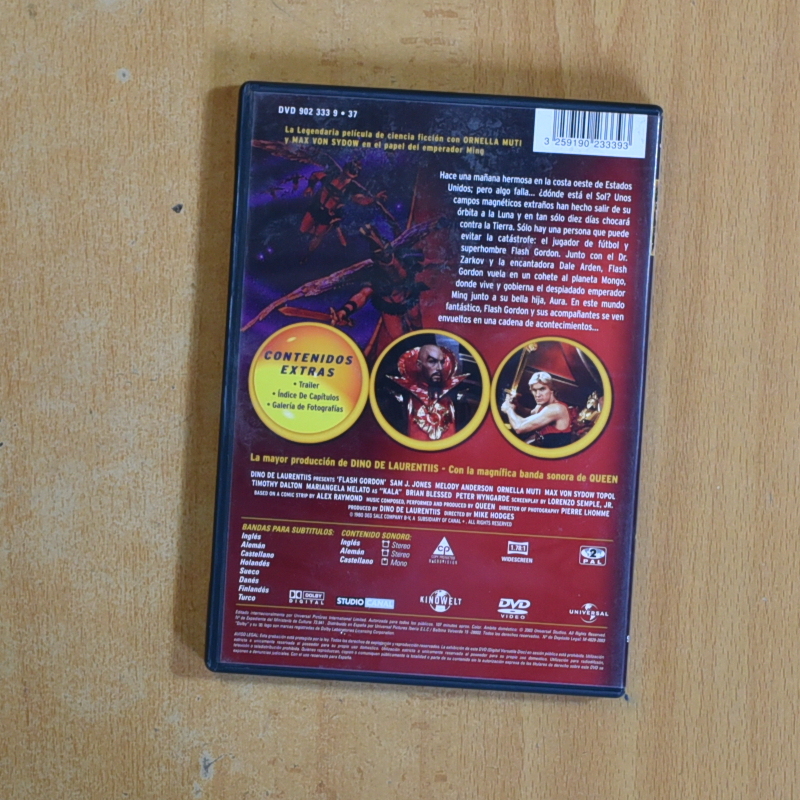 DVD 902 333 9 • 37
3 259190 233393
La Legendaria película de ciencia ficción con ORNELLA MUTI
y MAX VON SYDOW en el papel del emperador Ming
Hace una mañana hermosa en la costa oeste de Estados
Unidos; pero algo falla... ¿dónde está el Sol? Unos
campos magnéticos extraños han hecho salir de su
órbita a la Luna y en tan sólo diez días chocará
contra la Tierra. Sólo hay una persona que puede
evitar la catástrofe: el jugador de fútbol y
superhombre Flash Gordon. Junto con el Dr.
Zarkov y la encantadora Dale Arden, Flash
Gordon vuela en un cohete al planeta Mongo,
donde vive y gobierna el despiadado emperador
Ming junto a su bella hija, Aura. En este mundo
fantástico, Flash Gordon y sus acompañantes se ven
envueltos en una cadena de acontecimientos...
CONTENIDOS
EXTRAS
• Trailer
• Índice De Capítulos
• Galería de Fotografías
La mayor producción de DINO DE LAURENTIIS - Con la magnífica banda sonora de QUEEN
DINO DE LAURENTIIS PRESENTS 'FLASH GORDON' SAM J. JONES MELODY ANDERSON ORNELLA MUTI MAX VON SYDOW TOPOL
TIMOTHY DALTON MARIANGELA MELATO AS "KALA" BRIAN BLESSED PETER WYNGARDE SCREENPLAY BY LORENZO SEMPLE, JR.
BASED ON A COMIC STRIP BY ALEX RAYMOND MUSIC COMPOSED, PERFORMED AND PRODUCED BY QUEEN DIRECTOR OF PHOTOGRAPHY PIERRE LHOMME
PRODUCED BY DINO DE LAURENTIIS DIRECTED BY MIKE HODGES
BANDAS PARA SUBTITULOS:
Inglés
Alemán
Castellano
Holandés
Sueco
Danés
Finlandés
Turco
CONTENIDO SONORO:
Inglés Stereo
Alemán Stereo
Castellano Mono
CP
1.78:1
WIDESCREEN
2
PAL
DOLBY
DIGITAL
STUDIO CANAL
KINOWELT
DVD
VIDEO
UNIVERSAL